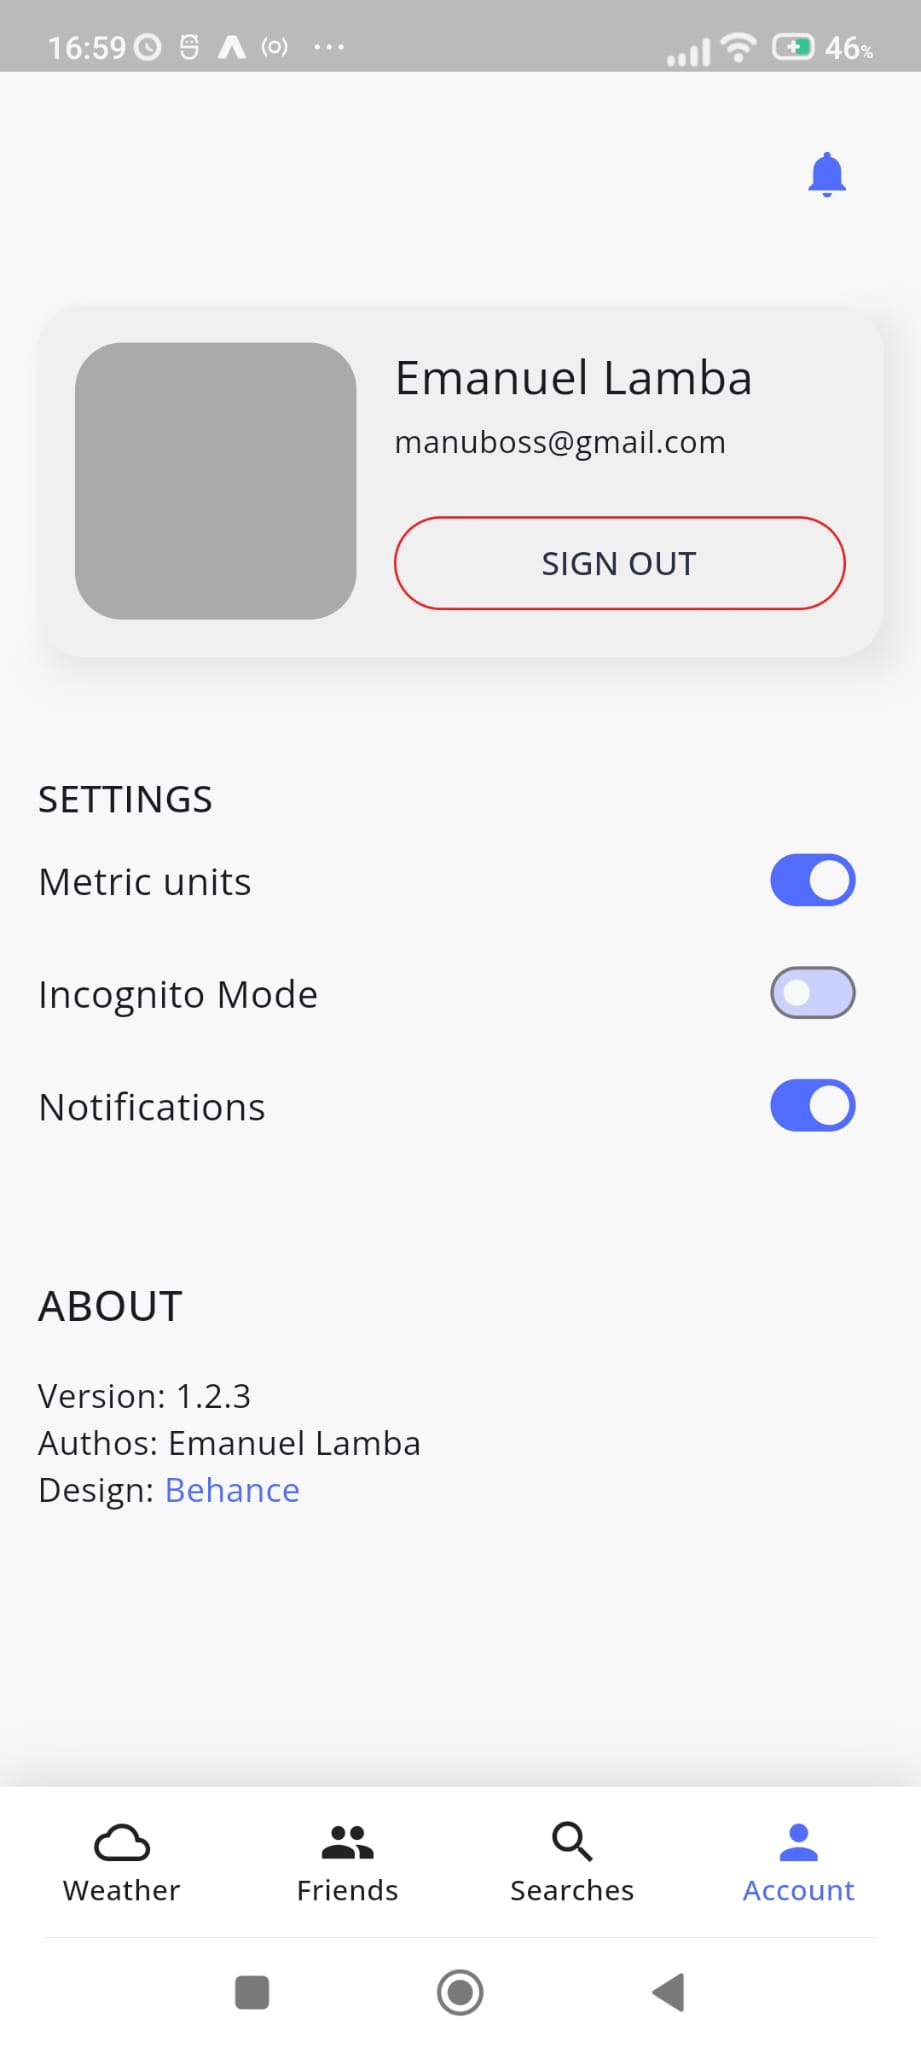 16:59 46%
Emanuel Lamba
manuboss@gmail.com
SIGN OUT
SETTINGS
Metric units
Incognito Mode
Notifications
ABOUT
Version: 1.2.3
Authos: Emanuel Lamba
Design: Behance
Weather Friends Searches Account